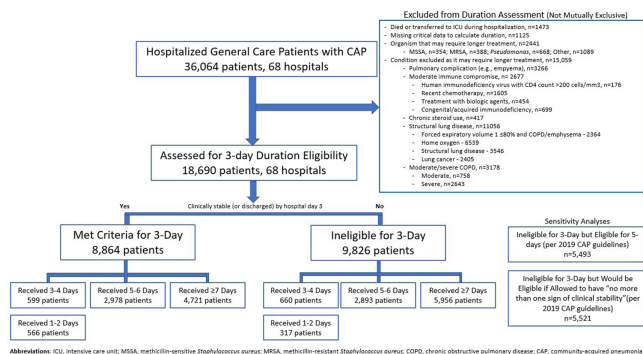 Excluded from Duration Assessment (Not Mutually Exclusive)
- Died or transferred to ICU during hospitalization, n=1473
- Missing critical data to calculate duration, n=1125
- Organism that may require longer treatment, n=2441
- MSSA, n=354; MRSA, n=388; Pseudomonas, n=668; Other, n=1089
- Condition excluded as it may require longer treatment, n=15,059
- Pulmonary complication (e.g., empyema), n=3266
- Moderate immune compromise, n= 2677
- Human immunodeficiency virus with CD4 count >200 cells/mm3, n=176
- Recent chemotherapy, n=1605
- Treatment with biologic agents, n=454
- Congenital/acquired immunodeficiency, n=699
- Chronic steroid use, n=417
- Structural lung disease, n=11056
- Forced expiratory volume 1 ≤80% and COPD/emphysema - 2364
- Home oxygen - 6539
- Structural lung disease - 3546
- Lung cancer - 2405
- Moderate/severe COPD, n=3178
- Moderate, n=758
- Severe, n=2643
Hospitalized General Care Patients with CAP
36,064 patients, 68 hospitals
Assessed for 3-day Duration Eligibility
18,690 patients, 68 hospitals
Yes
Clinically stable (or discharged) by hospital day 3
No
Met Criteria for 3-Day
8,864 patients
Ineligible for 3-Day
9,826 patients
Received 3-4 Days
599 patients
Received 5-6 Days
2,978 patients
Received ≥7 Days
4,721 patients
Received 1-2 Days
566 patients
Received 3-4 Days
660 patients
Received 5-6 Days
2,893 patients
Received ≥7 Days
5,956 patients
Received 1-2 Days
317 patients
Sensitivity Analyses
Ineligible for 3-Day but Eligible for 5-
days (per 2019 CAP guidelines)
n=5,493
Ineligible for 3-Day but Would be
Eligible if Allowed to have “no more
than one sign of clinical stability”(per
2019 CAP guidelines)
n=5,521
Abbreviations: ICU, intensive care unit; MSSA, methicillin-sensitive Staphylococcus aureus; MRSA, methicillin-resistant Staphylococcus aureus; COPD, chronic obstructive pulmonary disease; CAP, community-acquired pneumonia